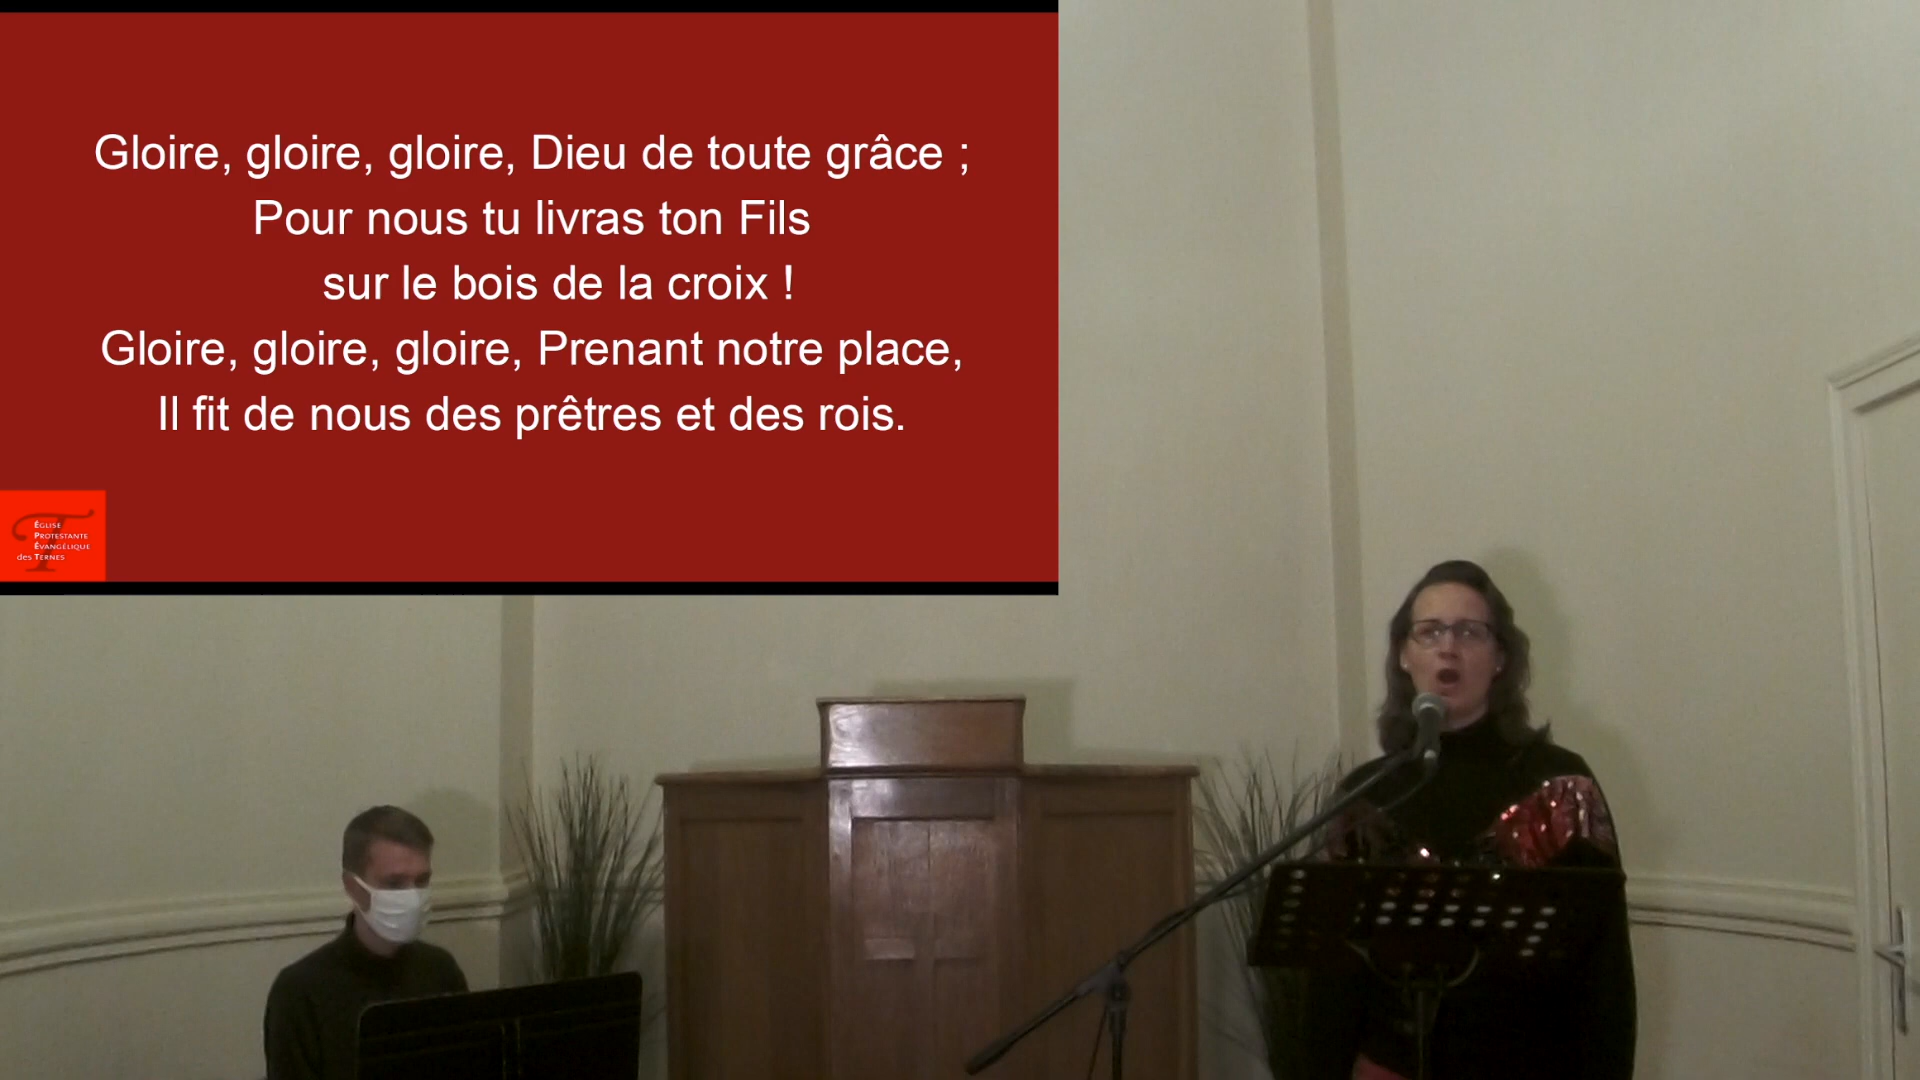 Gloire, gloire, gloire, Dieu de toute grâce ;
Pour nous tu livras ton Fils
sur le bois de la croix !
Gloire, gloire, gloire, Prenant notre place,
Il fit de nous des prêtres et des rois.
ÉGLISE
PROTESTANTE
ÉVANGÉLIQUE
des TERNES